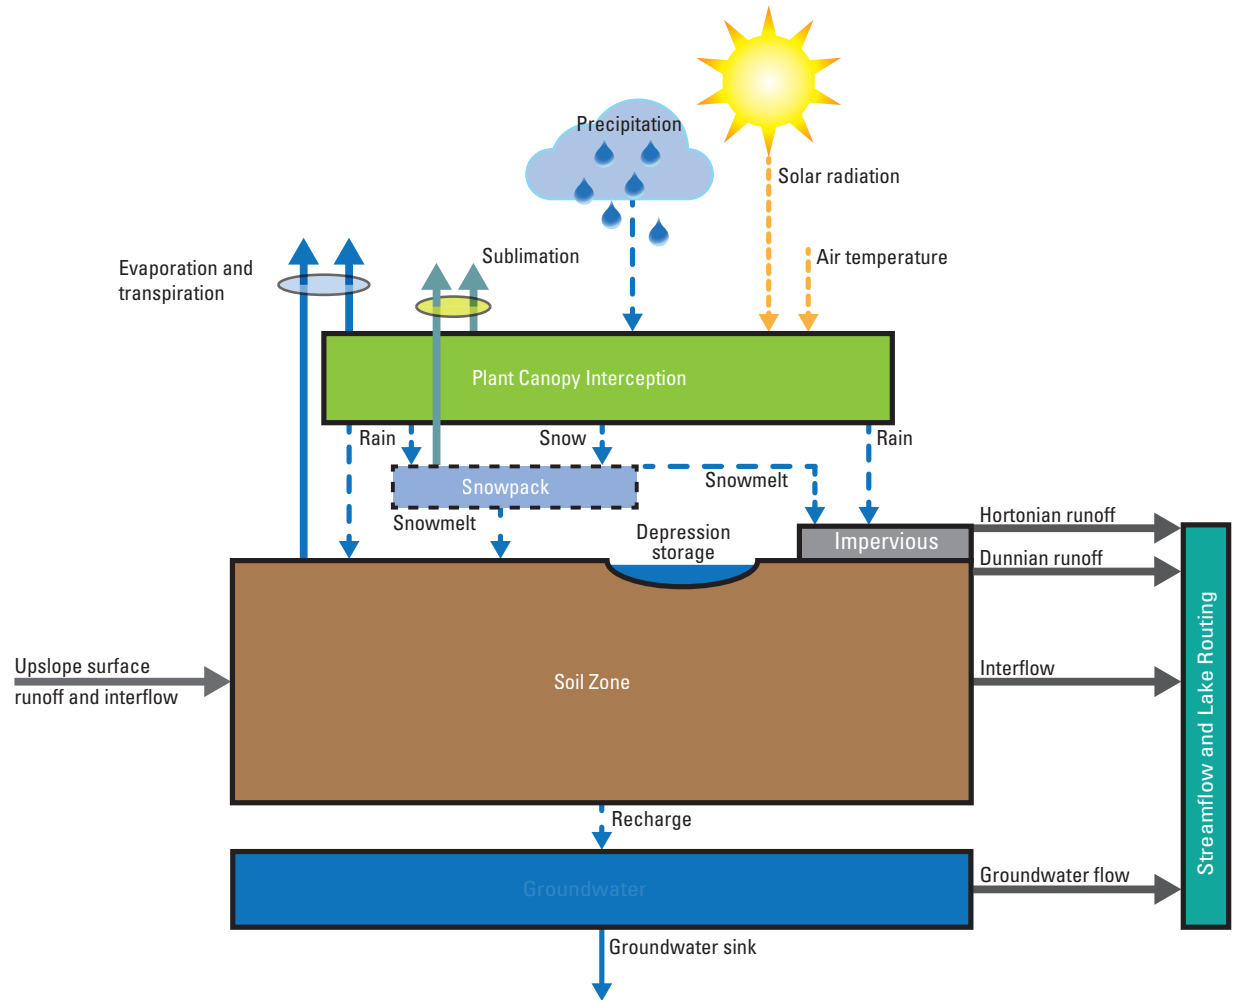 Precipitation
Solar radiation
Sublimation
Air temperature
Evaporation and
transpiration
Plant Canopy Interception
Rain
Snow
Rain
Snowpack
Snowmelt
Snowmelt
Depression
storage
Impervious
Hortonian runoff
Dunnian runoff
Upslope surface
runoff and interflow
Soil Zone
Interflow
Streamflow and Lake Routing
Recharge
Groundwater
Groundwater flow
Groundwater sink